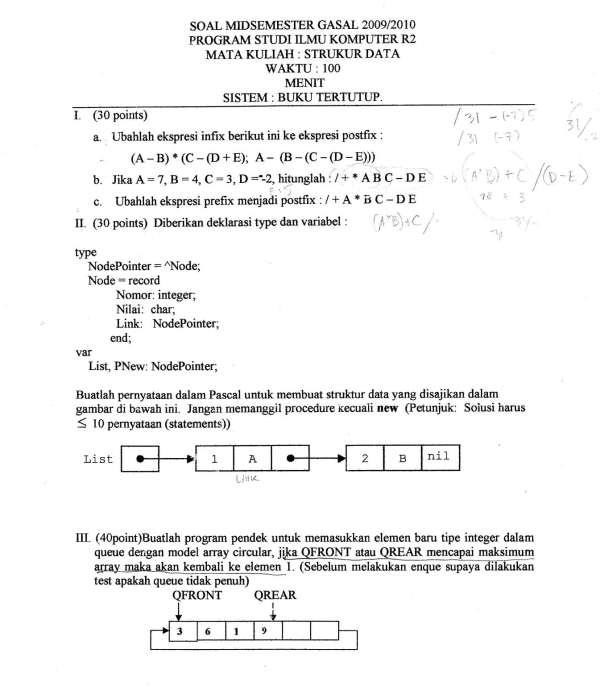 SOAL MIDSEMESTER GASAL 2009/2010
PROGRAM STUDI ILMU KOMPUTER R2
MATA KULIAH : STRUKUR DATA
WAKTU : 100
MENIT
SISTEM : BUKU TERTUTUP.
I. (30 points)
a. Ubahlah ekspresi infix berikut ini ke ekspresi postfix :
(A – B) * (C – (D + E); A – (B – (C – (D – E)))
b. Jika A = 7, B = 4, C = 3, D = -2, hitunglah : / + * A B C – D E
c. Ubahlah ekspresi prefix menjadi postfix : / + A * B C – D E
/31 - (-7)
/31 (-7)
31/
(A*B) + C /(D-E)
28 + 3
(A*B)+C/
II. (30 points) Diberikan deklarasi type dan variabel :
type
NodePointer = ^Node;
Node = record
Nomor: integer;
Nilai: char;
Link: NodePointer;
end;
var
List, PNew: NodePointer;
Buatlah pernyataan dalam Pascal untuk membuat struktur data yang disajikan dalam
gambar di bawah ini. Jangan memanggil procedure kecuali new (Petunjuk: Solusi harus
≤ 10 pernyataan (statements))
List 1 A 2 B nil
Link
III. (40point)Buatlah program pendek untuk memasukkan elemen baru tipe integer dalam
queue dengan model array circular, jika QFRONT atau QREAR mencapai maksimum
array maka akan kembali ke elemen 1. (Sebelum melakukan enque supaya dilakukan
test apakah queue tidak penuh)
QFRONT QREAR
3 6 1 9